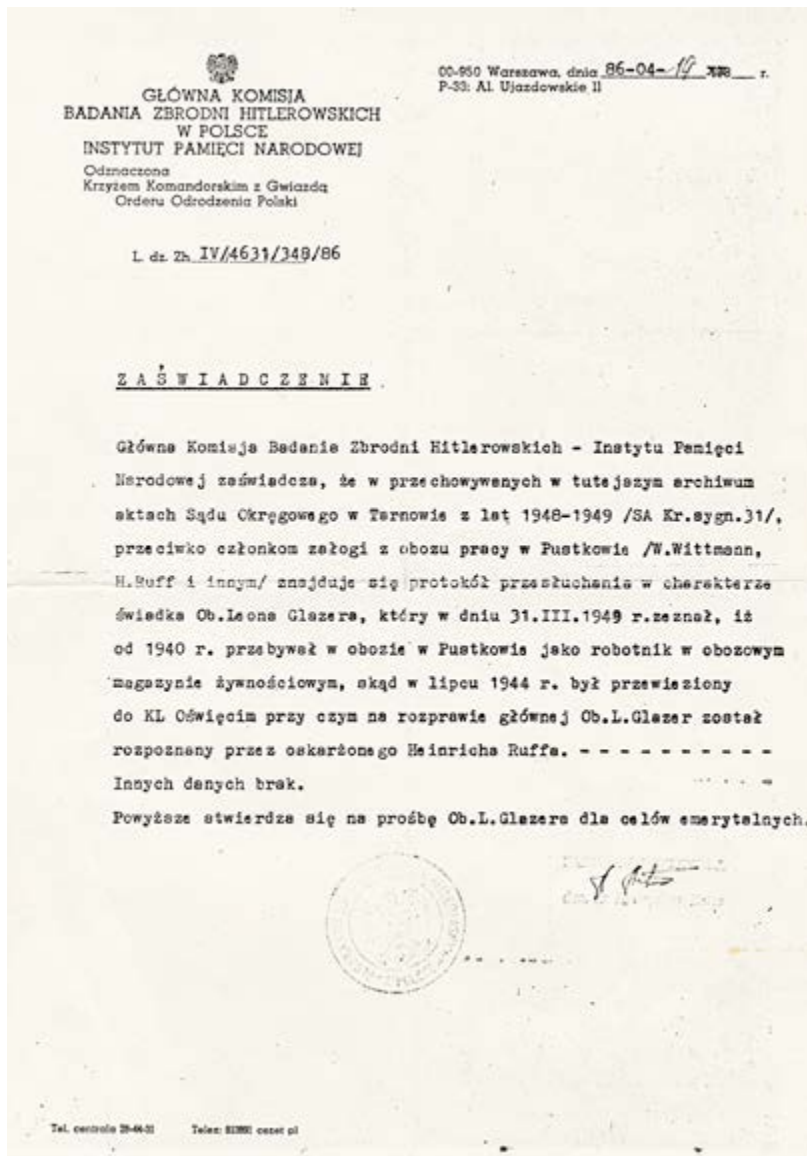 GŁÓWNA KOMISJA
BADANIA ZBRODNI HITLEROWSKICH
W POLSCE
INSTYTUT PAMIĘCI NARODOWEJ
Odznaczona
Krzyżem Komandorskim z Gwiazdą
Orderu Odrodzenia Polski
00-950 Warszawa, dnia 86-04- r.
P-33: Al. Ujazdowskie 11
L. dz. Zh IV/4631/348/86
ZAŚWIADCZENIE
Główna Komisja Badania Zbrodni Hitlerowskich - Instytu Pamięci
Narodowej zaświadcza, że w przechowywanych w tutejszym archiwum
aktach Sądu Okręgowego w Tarnowie z lat 1948-1949 /SA Kr.sygn.31/,
przeciwko członkom załogi z obozu pracy w Pustkowie /W.Wittmann,
H.Ruff i innym/ znajduje się protokół przesłuchania w charakterze
świadka Ob.Leona Glazera, który w dniu 31.III.1949 r.zeznał, iż
od 1940 r. przebywał w obozie w Pustkowie jako robotnik w obozowym
magazynie żywnościowym, skąd w lipcu 1944 r. był przewieziony
do KL Oświęcim przy czym na rozprawie głównej Ob.L.Glazer został
rozpoznany przez oskarżonego Heinricha Ruffa. - - - - - - - - - -
Innych danych brak.
Powyższe stwierdza się na prośbę Ob.L.Glazera dla celów emerytalnych.
Tel. centrala Telex: cezet pl